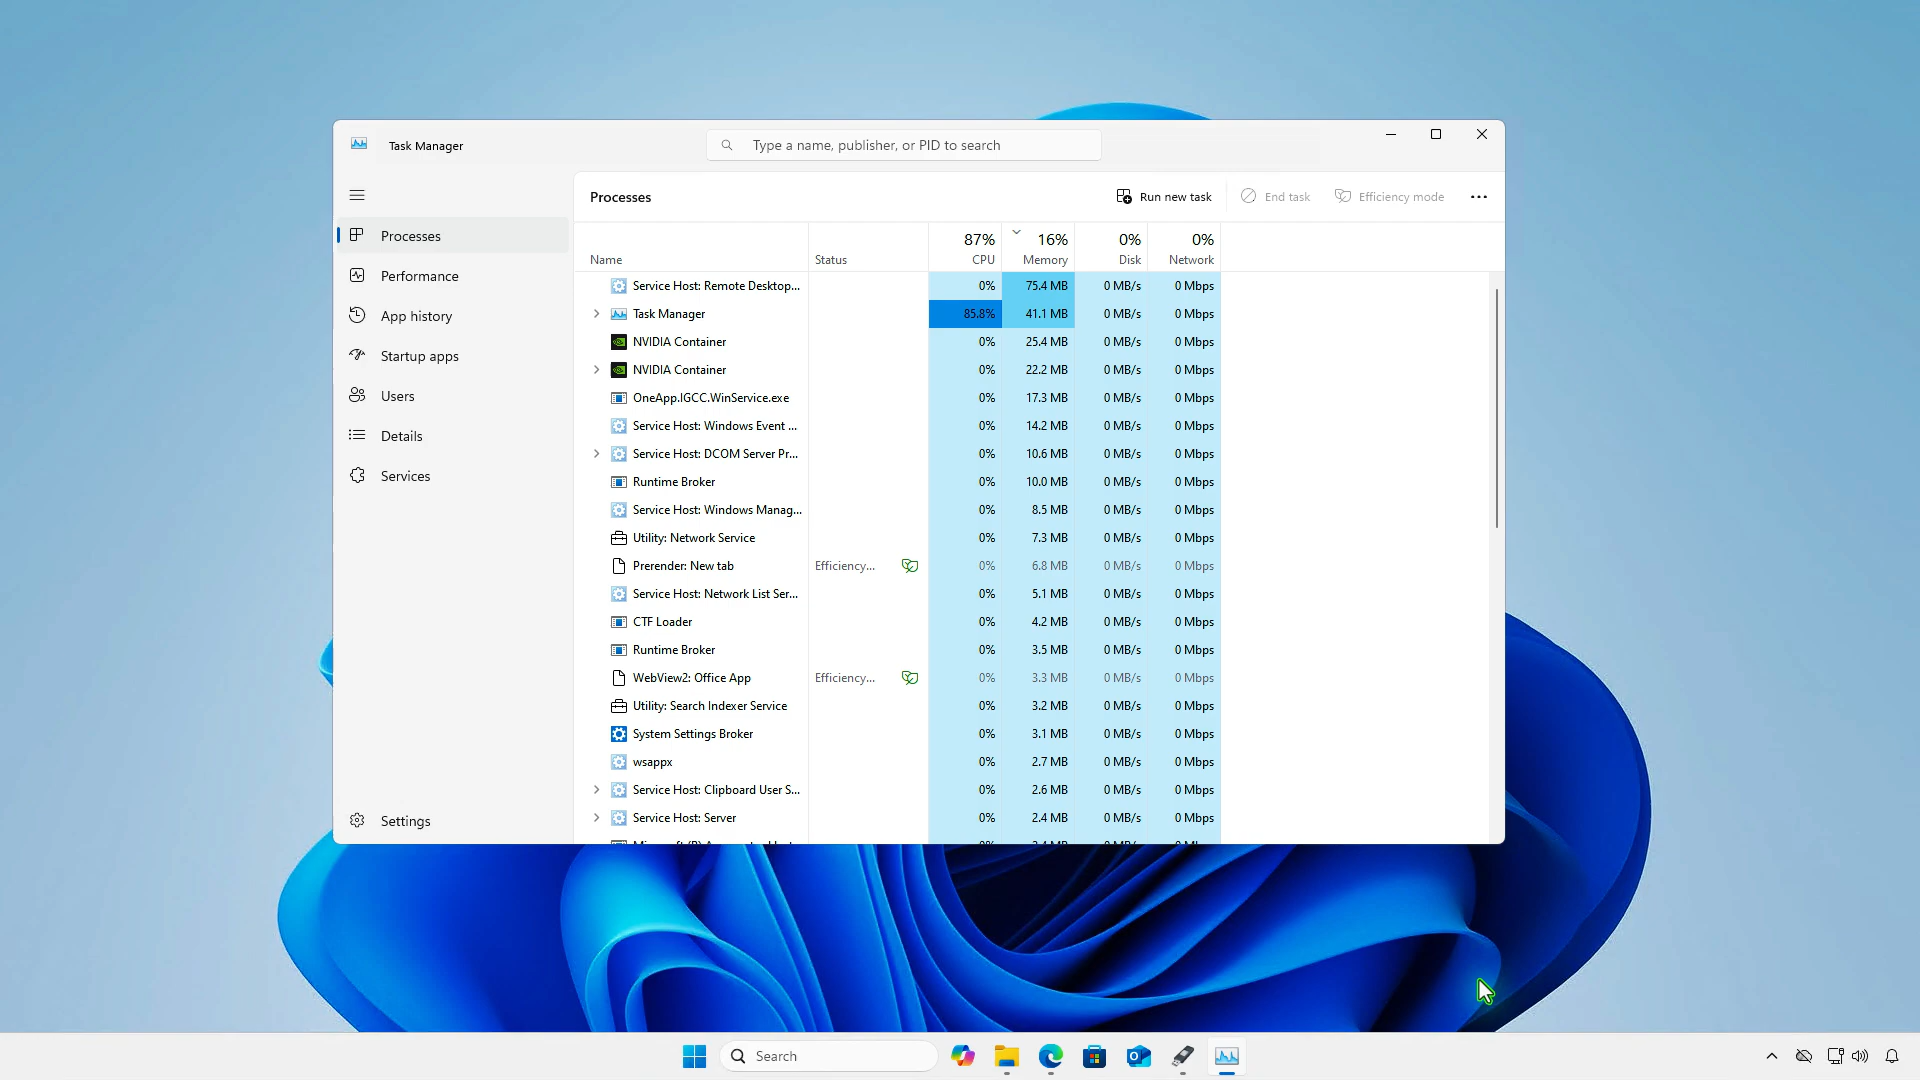 Task Manager
Type a name, publisher, or PID to search
Processes
Run new task
End task
Efficiency mode
Processes
Performance
App history
Startup apps
Users
Details
Services
Settings
87% 16% 0% 0%
Name Status CPU Memory Disk Network
Service Host: Remote Desktop... 0% 75.4 MB 0 MB/s 0 Mbps
Task Manager 85.8% 41.1 MB 0 MB/s 0 Mbps
NVIDIA Container 0% 25.4 MB 0 MB/s 0 Mbps
NVIDIA Container 0% 22.2 MB 0 MB/s 0 Mbps
OneApp.IGCC.WinService.exe 0% 17.3 MB 0 MB/s 0 Mbps
Service Host: Windows Event ... 0% 14.2 MB 0 MB/s 0 Mbps
Service Host: DCOM Server Pr... 0% 10.6 MB 0 MB/s 0 Mbps
Runtime Broker 0% 10.0 MB 0 MB/s 0 Mbps
Service Host: Windows Manag... 0% 8.5 MB 0 MB/s 0 Mbps
Utility: Network Service 0% 7.3 MB 0 MB/s 0 Mbps
Prerender: New tab Efficiency... 0% 6.8 MB 0 MB/s 0 Mbps
Service Host: Network List Ser... 0% 5.1 MB 0 MB/s 0 Mbps
CTF Loader 0% 4.2 MB 0 MB/s 0 Mbps
Runtime Broker 0% 3.5 MB 0 MB/s 0 Mbps
WebView2: Office App Efficiency... 0% 3.3 MB 0 MB/s 0 Mbps
Utility: Search Indexer Service 0% 3.2 MB 0 MB/s 0 Mbps
System Settings Broker 0% 3.1 MB 0 MB/s 0 Mbps
wsappx 0% 2.7 MB 0 MB/s 0 Mbps
Service Host: Clipboard User S... 0% 2.6 MB 0 MB/s 0 Mbps
Service Host: Server 0% 2.4 MB 0 MB/s 0 Mbps
Search